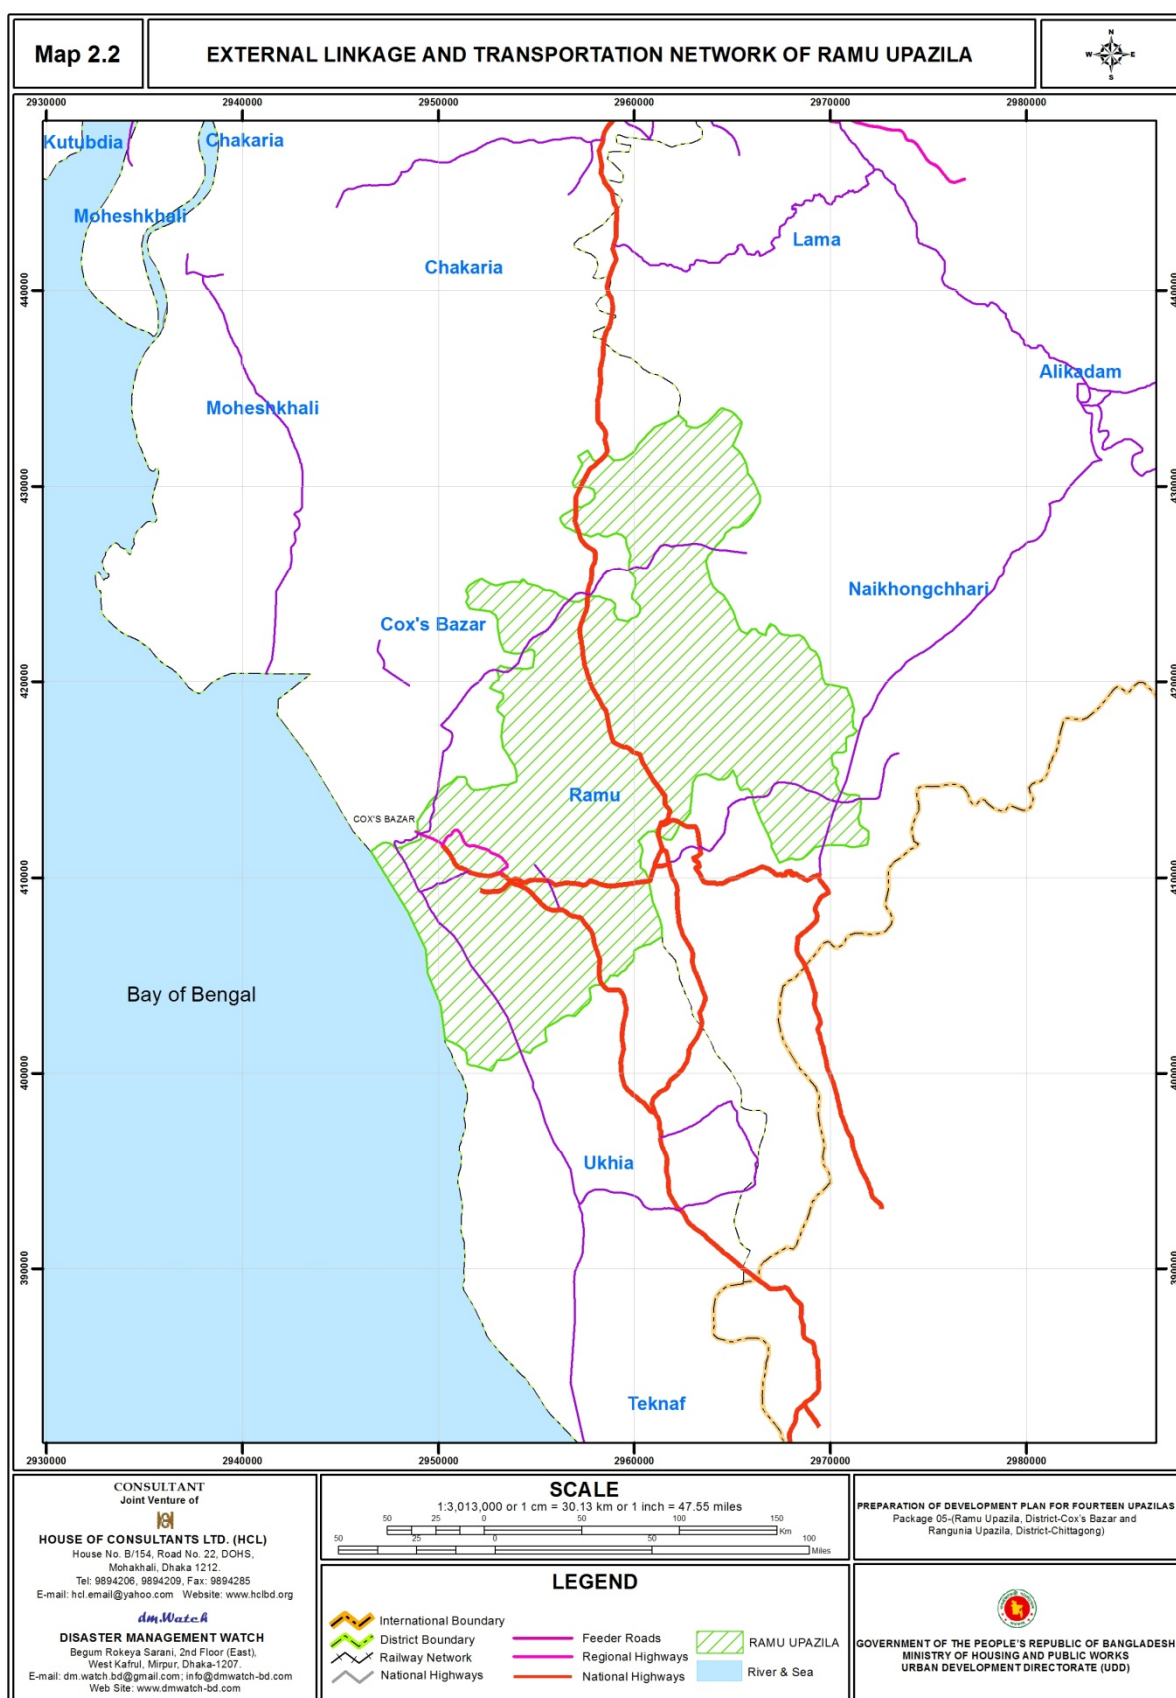 Map 2.2
EXTERNAL LINKAGE AND TRANSPORTATION NETWORK OF RAMU UPAZILA
N
W E
S
2930000 2940000 2950000 2960000 2970000 2980000
Kutubdia
Chakaria
Moheshkhali
Lama
Chakaria
440000 440000
Alikadam
Moheshkhali
430000 430000
Naikhongchhari
Cox's Bazar
420000 420000
Ramu
COX'S BAZAR
410000 410000
Bay of Bengal
400000 400000
Ukhia
390000 390000
Teknaf
2930000 2940000 2950000 2960000 2970000 2980000
CONSULTANT
Joint Venture of
HOUSE OF CONSULTANTS LTD. (HCL)
House No. B/154, Road No. 22, DOHS,
Mohakhali, Dhaka 1212.
Tel: 9894206, 9894209, Fax: 9894285
E-mail: hcl.email@yahoo.com Website: www.hclbd.org
dm.Watch
DISASTER MANAGEMENT WATCH
Begum Rokeya Sarani, 2nd Floor (East),
West Kafrul, Mirpur, Dhaka-1207.
E-mail: dm.watch.bd@gmail.com; info@dmwatch-bd.com
Web Site: www.dmwatch-bd.com
SCALE
1:3,013,000 or 1 cm = 30.13 km or 1 inch = 47.55 miles
50 25 0 50 100 150
Km
50 25 0 50 100
Miles
LEGEND
International Boundary
District Boundary
Railway Network
National Highways
Feeder Roads
Regional Highways
National Highways
RAMU UPAZILA
River & Sea
PREPARATION OF DEVELOPMENT PLAN FOR FOURTEEN UPAZILAS
Package 05-(Ramu Upazila, District-Cox's Bazar and
Rangunia Upazila, District-Chittagong)
GOVERNMENT OF THE PEOPLE'S REPUBLIC OF BANGLADESH
MINISTRY OF HOUSING AND PUBLIC WORKS
URBAN DEVELOPMENT DIRECTORATE (UDD)